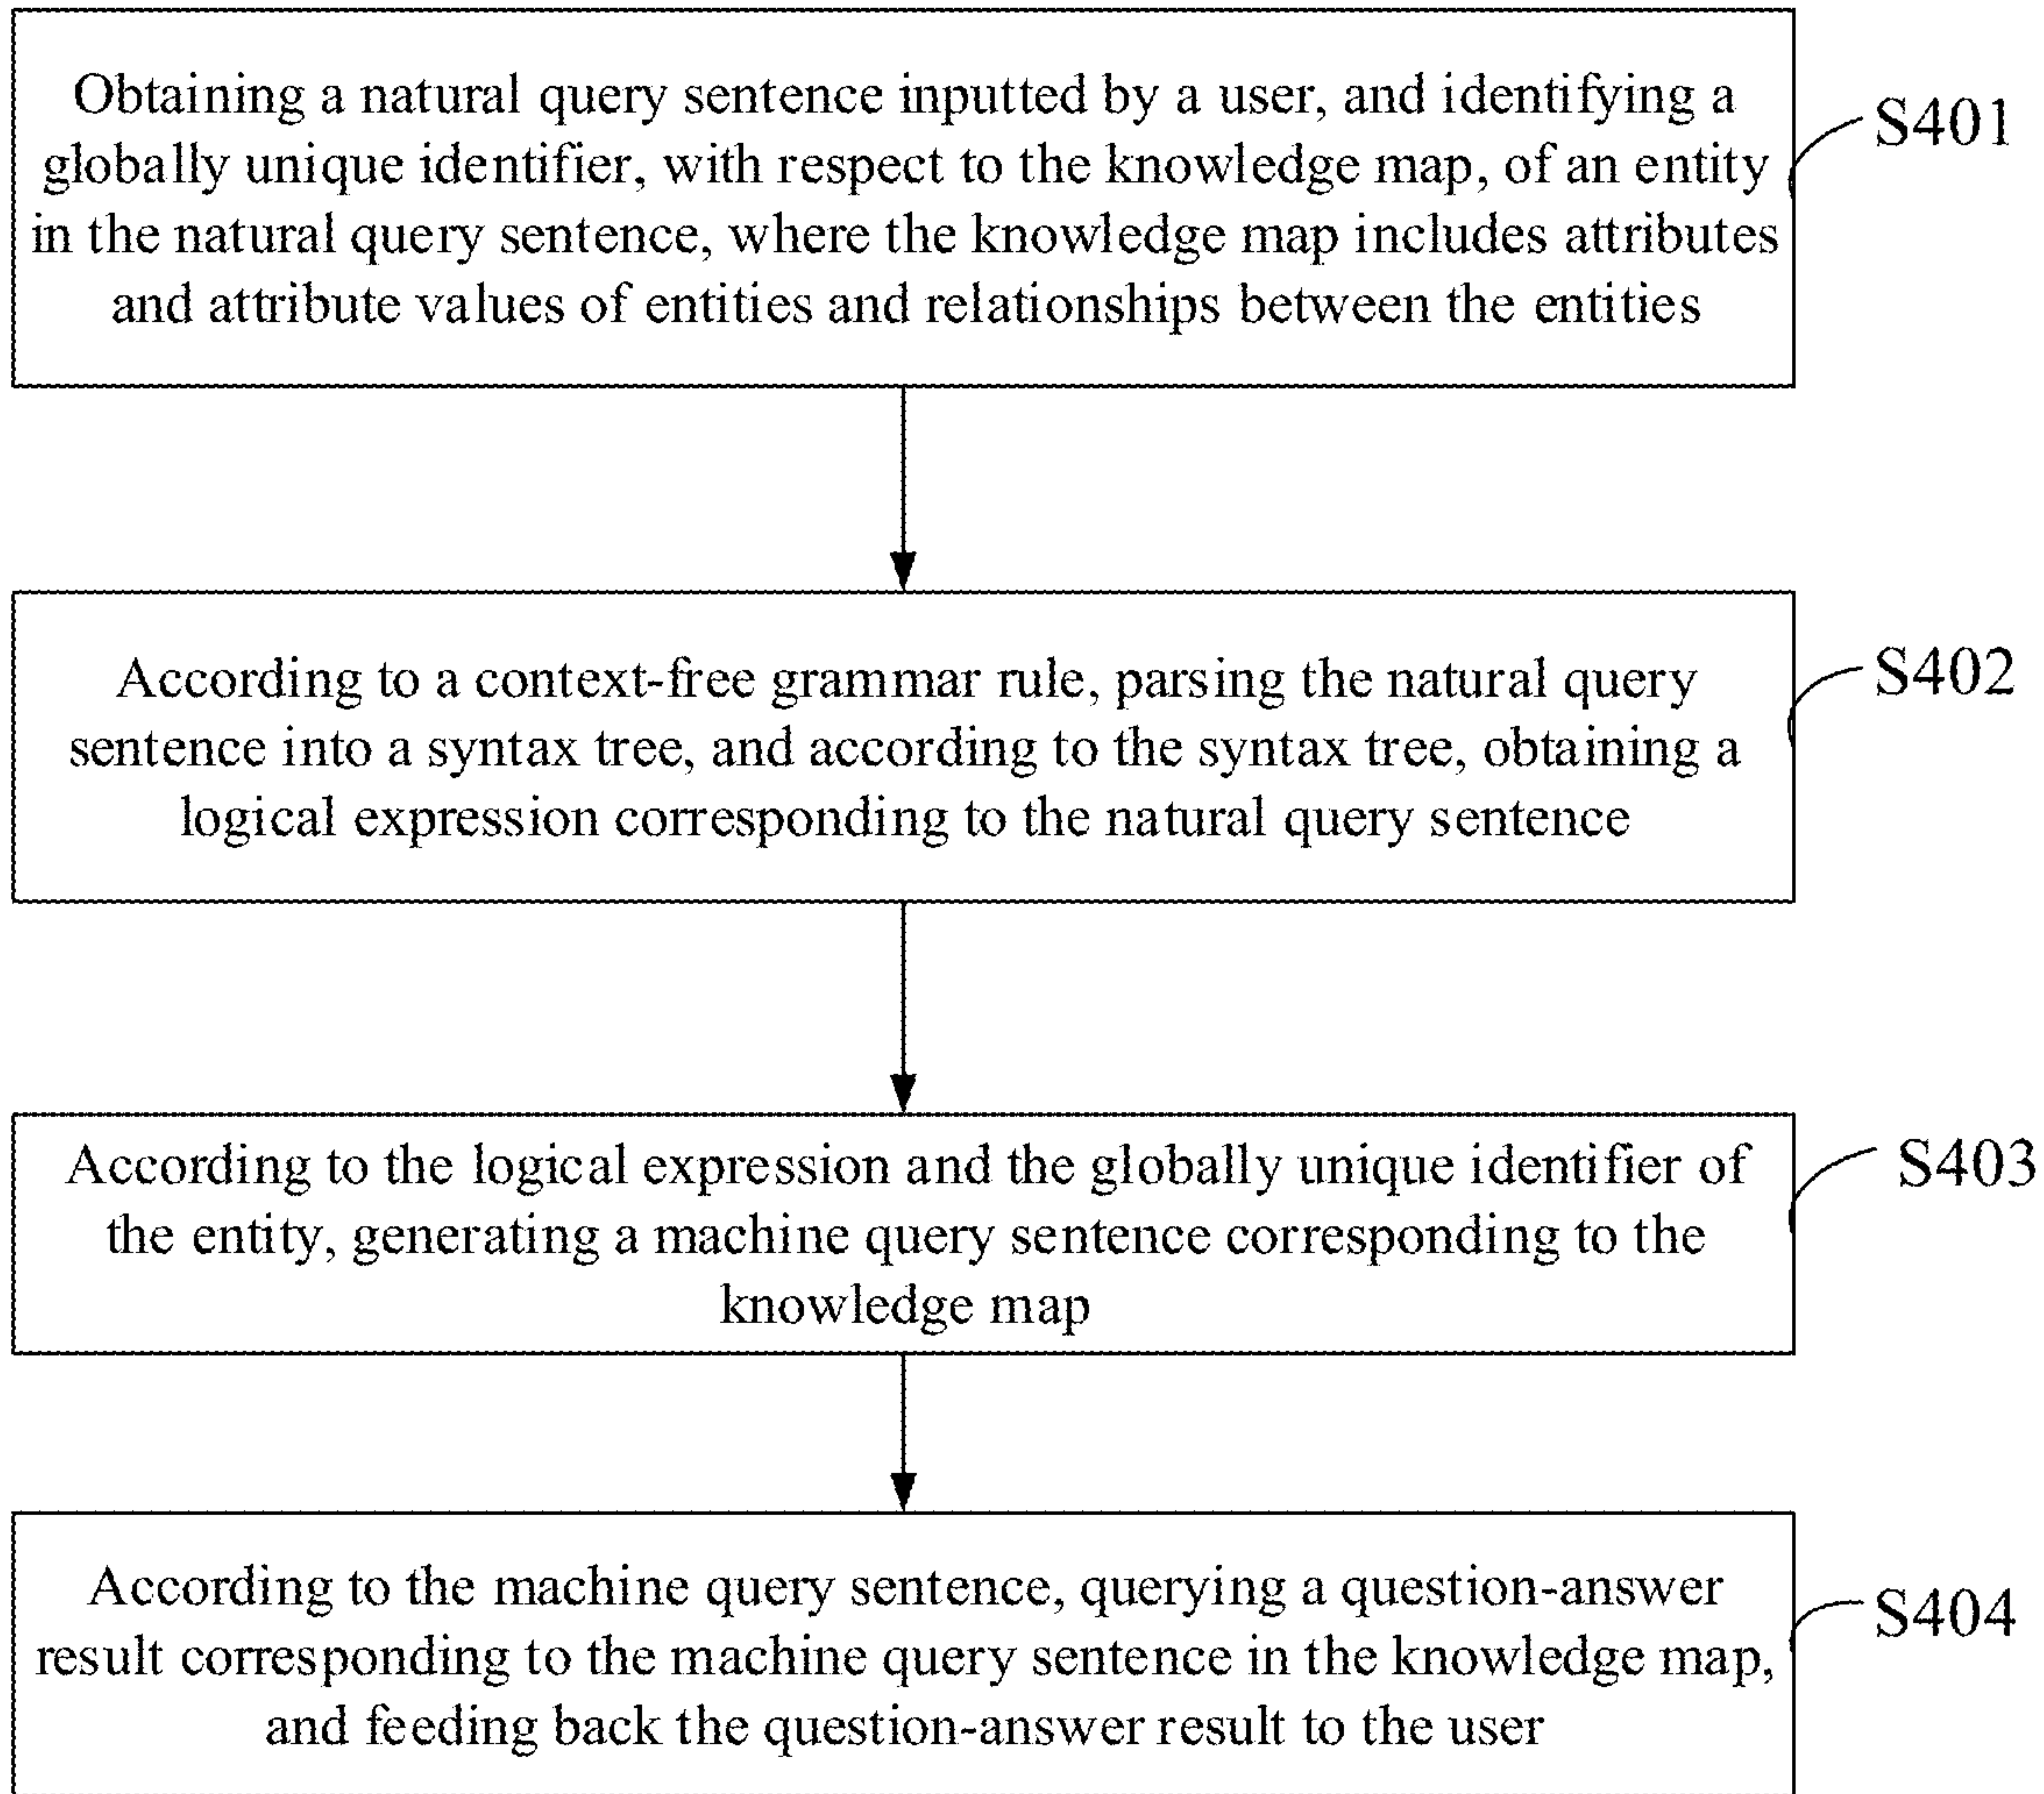 Obtaining a natural query sentence inputted by a user, and identifying a
globally unique identifier, with respect to the knowledge map, of an entity
in the natural query sentence, where the knowledge map includes attributes
and attribute values of entities and relationships between the entities
S401
According to a context-free grammar rule, parsing the natural query
sentence into a syntax tree, and according to the syntax tree, obtaining a
logical expression corresponding to the natural query sentence
S402
According to the logical expression and the globally unique identifier of
the entity, generating a machine query sentence corresponding to the
knowledge map
S403
According to the machine query sentence, querying a question-answer
result corresponding to the machine query sentence in the knowledge map,
and feeding back the question-answer result to the user
S404